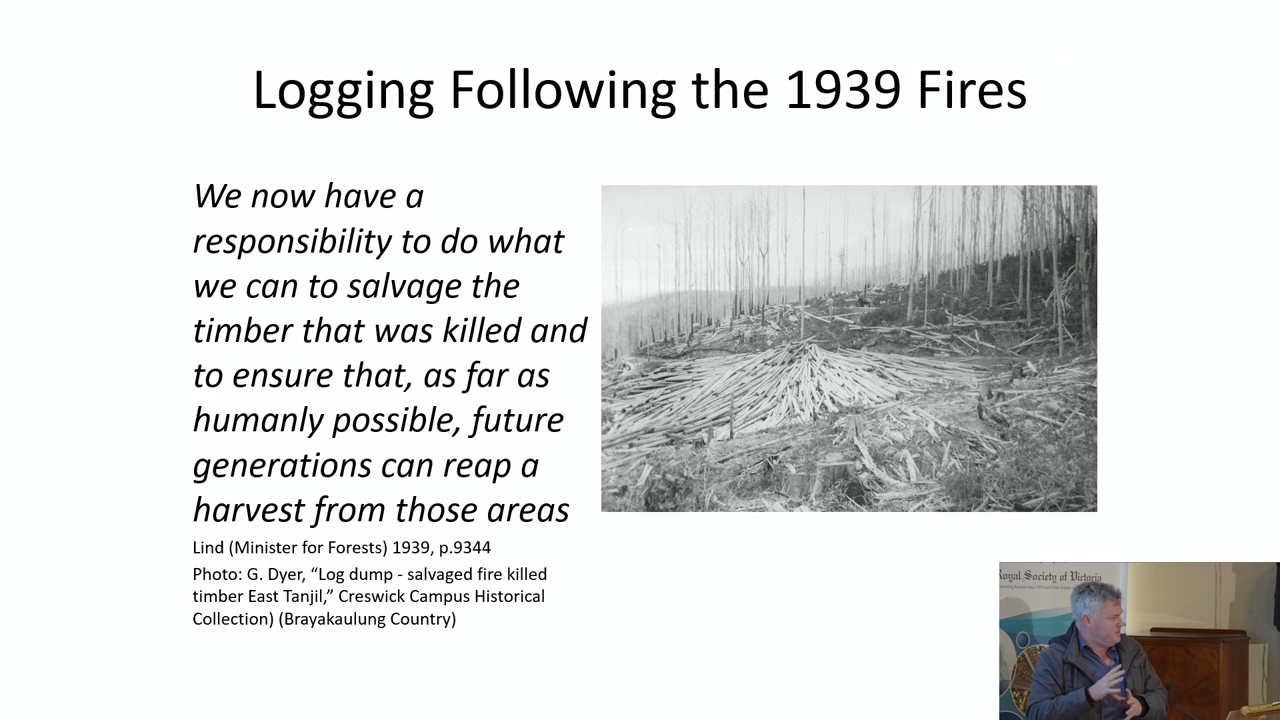 Logging Following the 1939 Fires
We now have a
responsibility to do what
we can to salvage the
timber that was killed and
to ensure that, as far as
humanly possible, future
generations can reap a
harvest from those areas
Lind (Minister for Forests) 1939, p.9344
Photo: G. Dyer, “Log dump - salvaged fire killed
timber East Tanjil,” Creswick Campus Historical
Collection) (Brayakaulung Country)
Royal Society of Victoria